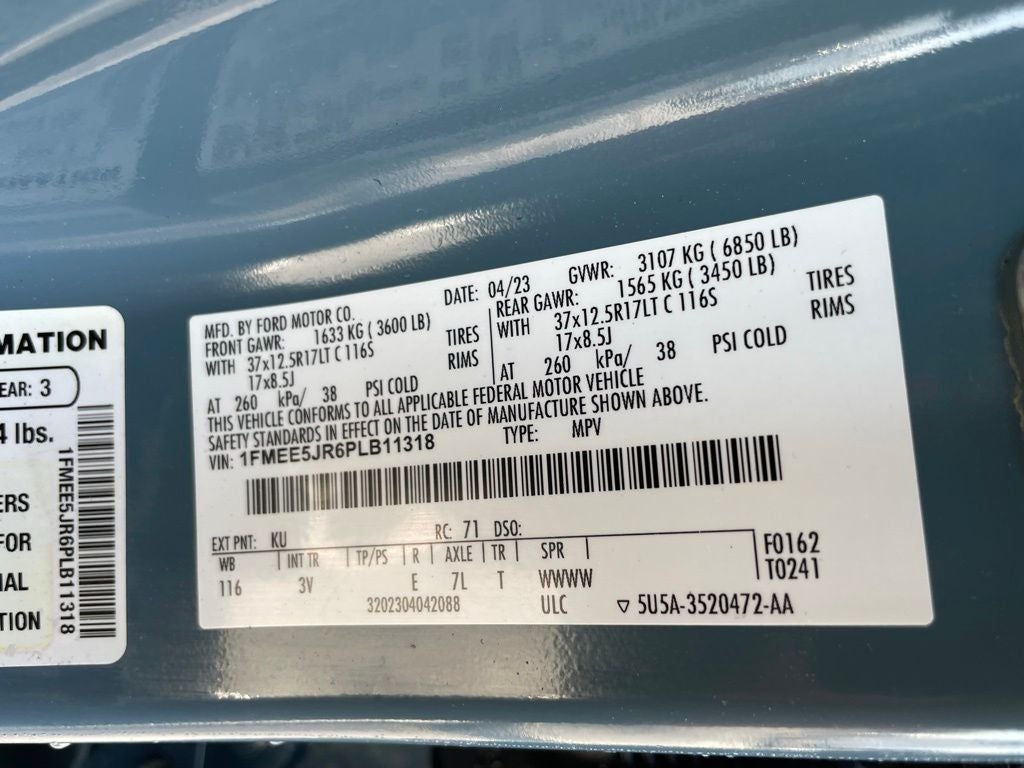 MATION
EAR: 3
4 lbs.
ERS
FOR
IAL
TION
1FMEE5JR6PLB11318
MFD. BY FORD MOTOR CO.
DATE: 04/23 GVWR: 3107 KG ( 6850 LB)
FRONT GAWR: 1633 KG ( 3600 LB)
WITH 37x12.5R17LT C 116S TIRES
17x8.5J RIMS
AT 260 kPa/ 38 PSI COLD
REAR GAWR: 1565 KG ( 3450 LB)
WITH 37x12.5R17LT C 116S TIRES
17x8.5J RIMS
AT 260 kPa/ 38 PSI COLD
THIS VEHICLE CONFORMS TO ALL APPLICABLE FEDERAL MOTOR VEHICLE
SAFETY STANDARDS IN EFFECT ON THE DATE OF MANUFACTURE SHOWN ABOVE.
VIN: 1FMEE5JR6PLB11318 TYPE: MPV
EXT PNT: KU RC: 71 DSO:
WB INT TR TP/PS R AXLE TR SPR F0162
116 3V E 7L T WWWW T0241
3202304042088 ULC ▽ 5U5A-3520472-AA